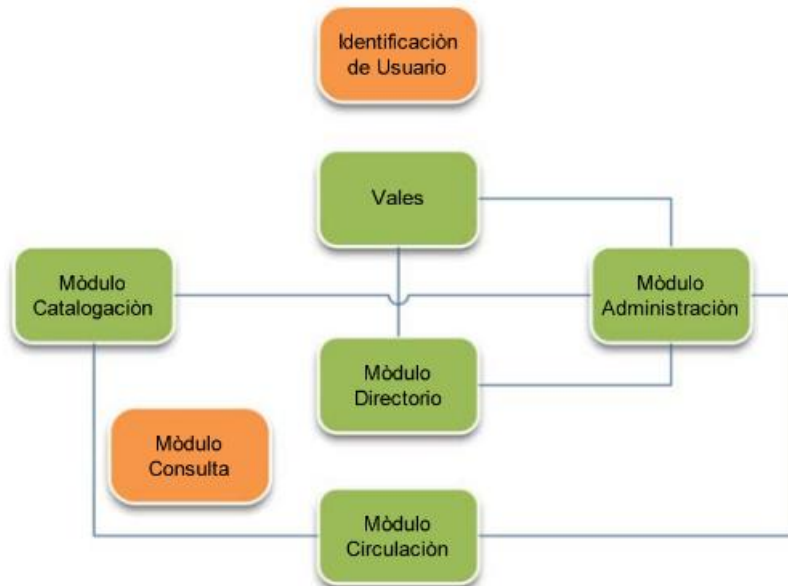 Identificaciòn
de Usuario
Vales
Mòdulo
Catalogaciòn
Mòdulo
Administraciòn
Mòdulo
Directorio
Mòdulo
Consulta
Mòdulo
Circulaciòn